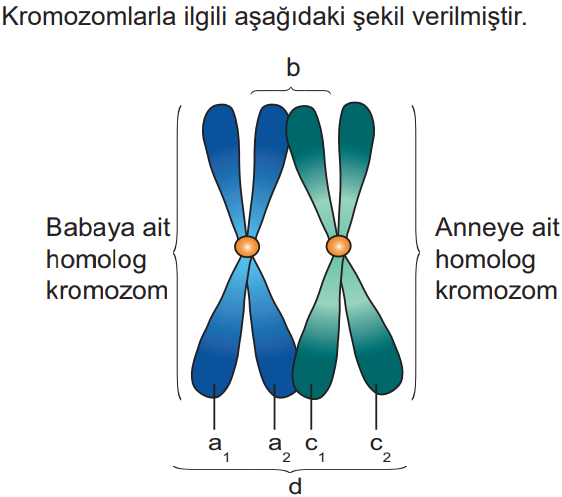 Kromozomlarla ilgili aşağıdaki şekil verilmiştir.
b
Babaya ait
homolog
kromozom
Anneye ait
homolog
kromozom
a1 a2 c1 c2
d